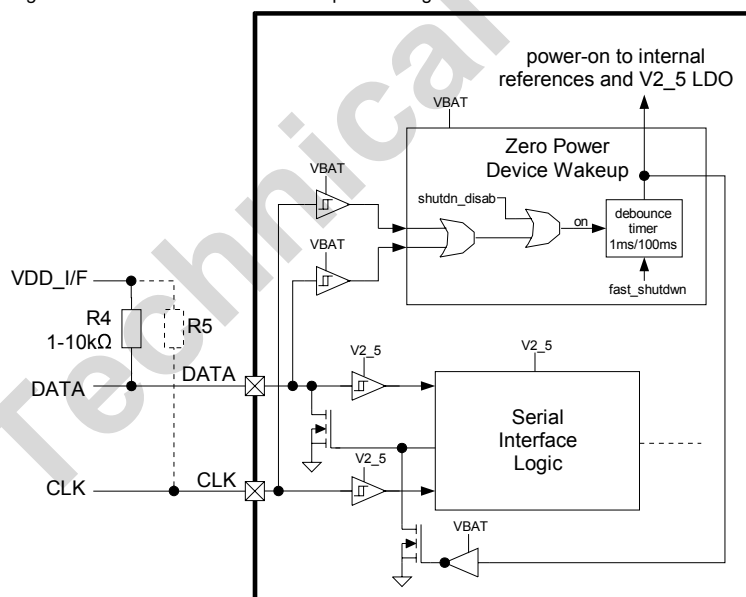 power-on to internal
references and V2_5 LDO
VBAT
Zero Power
Device Wakeup
VBAT
shutdn_disab
on
debounce
timer
1ms/100ms
VBAT
fast_shutdwn
VDD_I/F
R4
1-10kΩ
R5
DATA
DATA
V2_5
V2_5
Serial
Interface
Logic
V2_5
CLK
CLK
VBAT
Technical